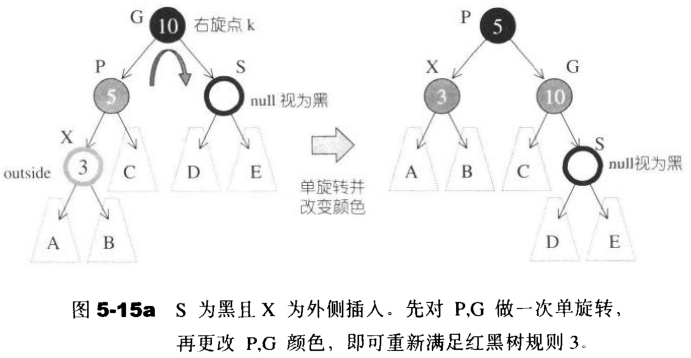 G 10 右旋点 k
P 5
S null 视为黑
X 3 outside
C D E
A B
单旋转并
改变颜色
P 5
X 3
G 10
S null视为黑
A B C
D E
图 5-15a S 为黑且 X 为外侧插入。先对 P,G 做一次单旋转，
再更改 P,G 颜色，即可重新满足红黑树规则 3。